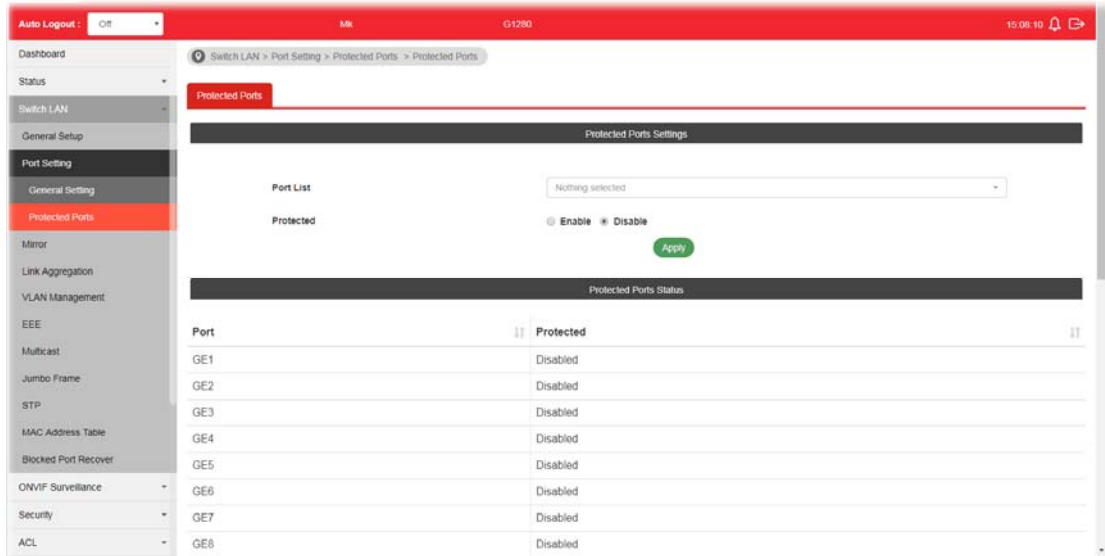 Auto Logout : Off Mk G1280 15:08:10
Dashboard
Status
Switch LAN
General Setup
Port Setting
General Setting
Protected Ports
Mirror
Link Aggregation
VLAN Management
EEE
Multicast
Jumbo Frame
STP
MAC Address Table
Blocked Port Recover
ONVIF Surveillance
Security
ACL
Switch LAN > Port Setting > Protected Ports > Protected Ports
Protected Ports
Protected Ports Settings
Port List Nothing selected
Protected Enable Disable
Apply
Protected Ports Status
Port Protected
GE1 Disabled
GE2 Disabled
GE3 Disabled
GE4 Disabled
GE5 Disabled
GE6 Disabled
GE7 Disabled
GE8 Disabled